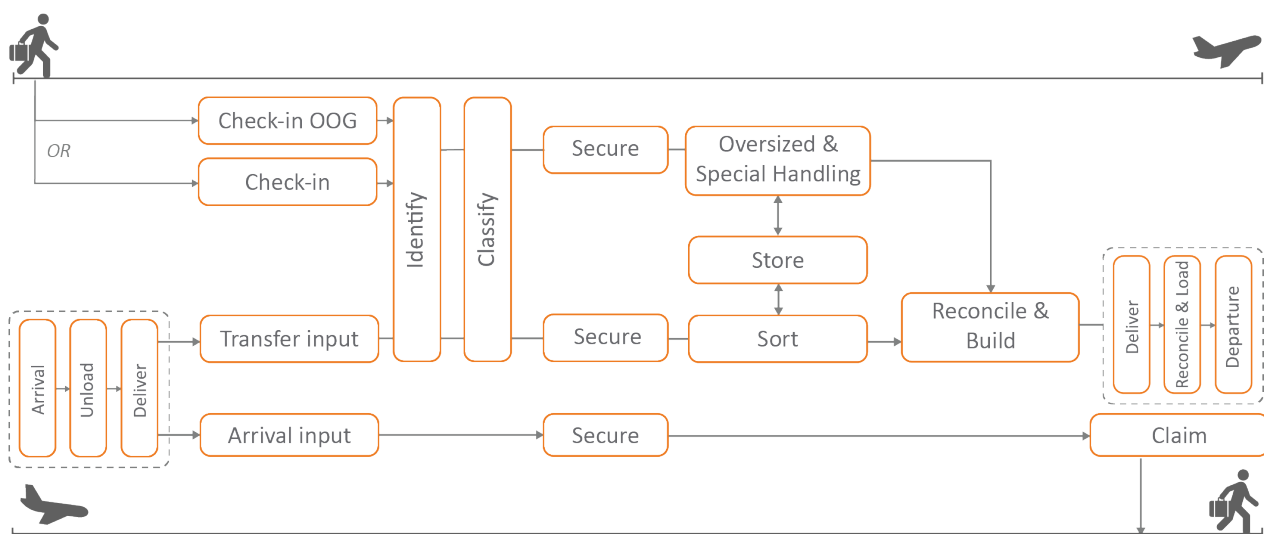 Check-in OOG
OR
Check-in
Identify
Classify
Secure
Oversized &
Special Handling
Store
Arrival
Unload
Deliver
Transfer input
Secure
Sort
Reconcile &
Build
Deliver
Reconcile & Load
Departure
Arrival input
Secure
Claim